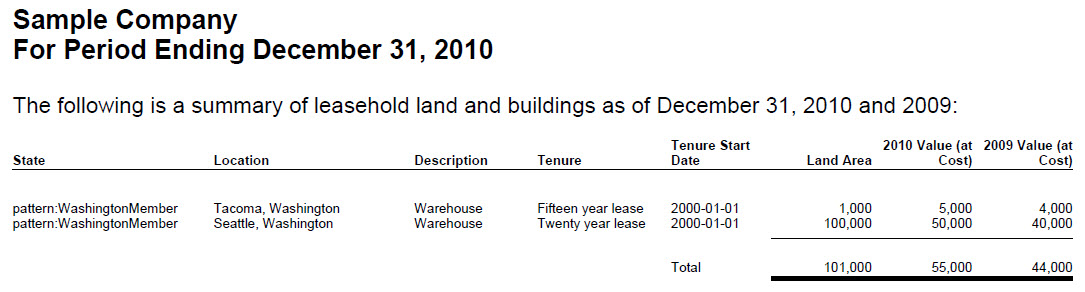 Sample Company
For Period Ending December 31, 2010
The following is a summary of leasehold land and buildings as of December 31, 2010 and 2009:
Tenure Start 2010 Value (at 2009 Value (at
State Location Description Tenure Date Land Area Cost) Cost)
pattern:WashingtonMember Tacoma, Washington Warehouse Fifteen year lease 2000-01-01 1,000 5,000 4,000
pattern:WashingtonMember Seattle, Washington Warehouse Twenty year lease 2000-01-01 100,000 50,000 40,000
Total 101,000 55,000 44,000